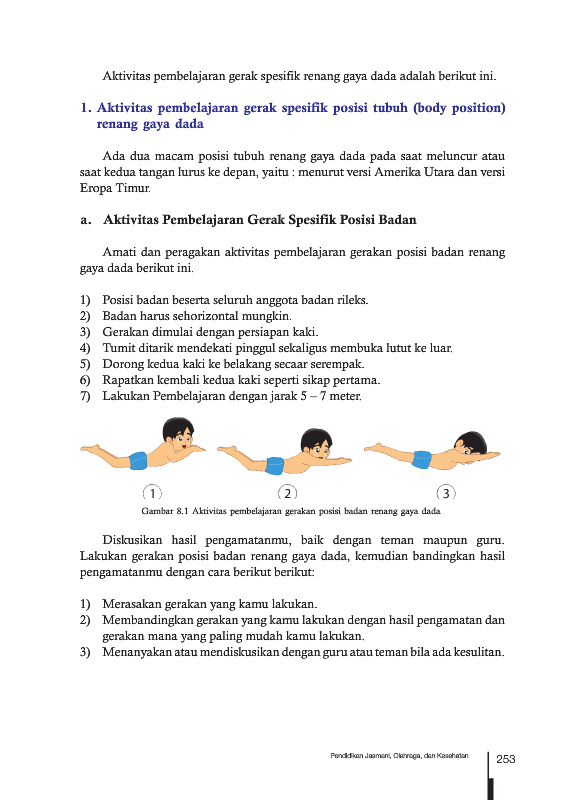 Aktivitas pembelajaran gerak spesifik renang gaya dada adalah berikut ini.
1. Aktivitas pembelajaran gerak spesifik posisi tubuh (body position)
renang gaya dada
Ada dua macam posisi tubuh renang gaya dada pada saat meluncur atau
saat kedua tangan lurus ke depan, yaitu : menurut versi Amerika Utara dan versi
Eropa Timur.
a. Aktivitas Pembelajaran Gerak Spesifik Posisi Badan
Amati dan peragakan aktivitas pembelajaran gerakan posisi badan renang
gaya dada berikut ini.
1) Posisi badan beserta seluruh anggota badan rileks.
2) Badan harus sehorizontal mungkin.
3) Gerakan dimulai dengan persiapan kaki.
4) Tumit ditarik mendekati pinggul sekaligus membuka lutut ke luar.
5) Dorong kedua kaki ke belakang secaar serempak.
6) Rapatkan kembali kedua kaki seperti sikap pertama.
7) Lakukan Pembelajaran dengan jarak 5 – 7 meter.
1 2 3
Gambar 8.1 Aktivitas pembelajaran gerakan posisi badan renang gaya dada
Diskusikan hasil pengamatanmu, baik dengan teman maupun guru.
Lakukan gerakan posisi badan renang gaya dada, kemudian bandingkan hasil
pengamatanmu dengan cara berikut berikut:
1) Merasakan gerakan yang kamu lakukan.
2) Membandingkan gerakan yang kamu lakukan dengan hasil pengamatan dan
gerakan mana yang paling mudah kamu lakukan.
3) Menanyakan atau mendiskusikan dengan guru atau teman bila ada kesulitan.
Pendidikan Jasmani, Olehraga, dan Kesehatan 253